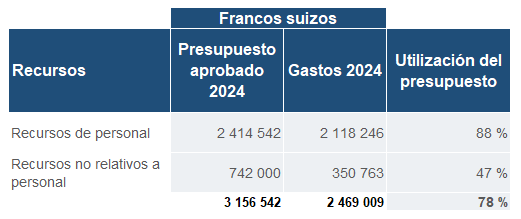 Francos suizos
Recursos
Presupuesto
aprobado
2024
Gastos 2024
Utilización del
presupuesto
Recursos de personal 2 414 542 2 118 246 88 %
Recursos no relativos a
personal
742 000 350 763 47 %
3 156 542 2 469 009 78 %